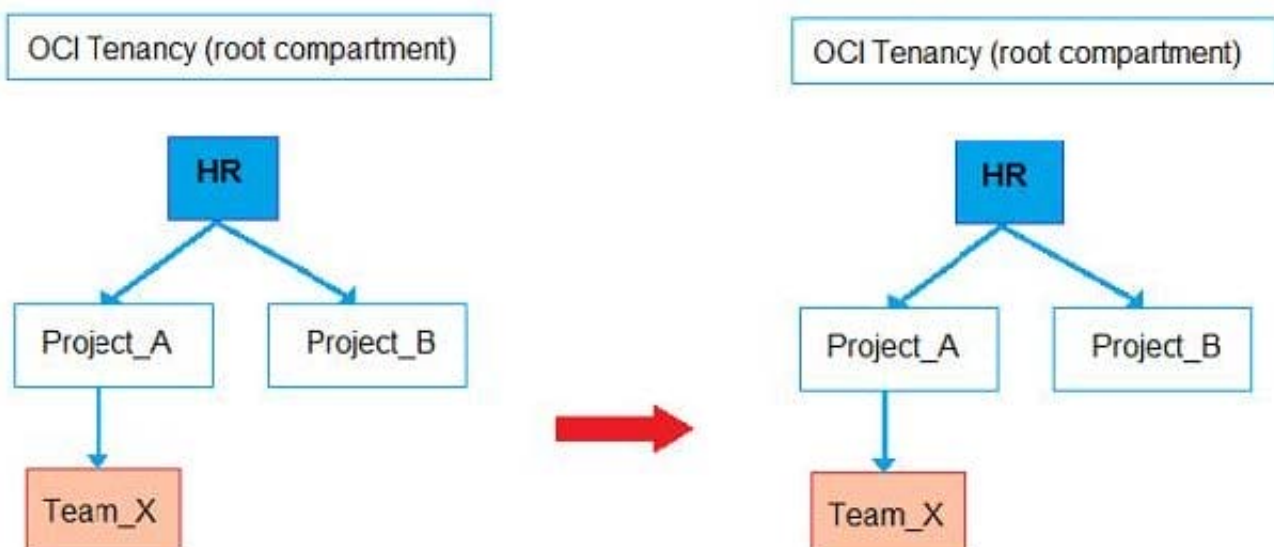 OCI Tenancy (root compartment)
HR
Project_A
Project_B
Team_X
OCI Tenancy (root compartment)
HR
Project_A
Project_B
Team_X